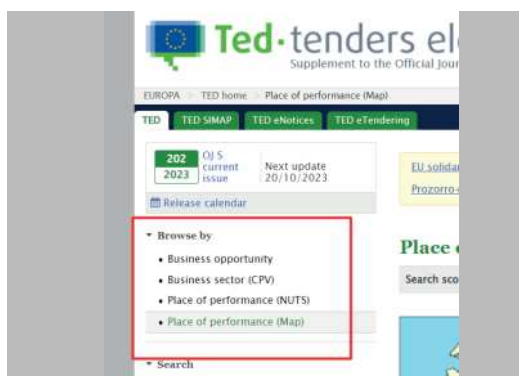 Ted·tenders el
Supplement to the Official Jour
EUROPA > TED home > Place of performance (Map)
TED TED SIMAP TED eNotices TED eTendering
202
2023
OJ S
current
issue
Next update
20/10/2023
Release calendar
EU solidar
Prozorro
Browse by
• Business opportunity
• Business sector (CPV)
• Place of performance (NUTS)
• Place of performance (Map)
Place
Search sco
Search